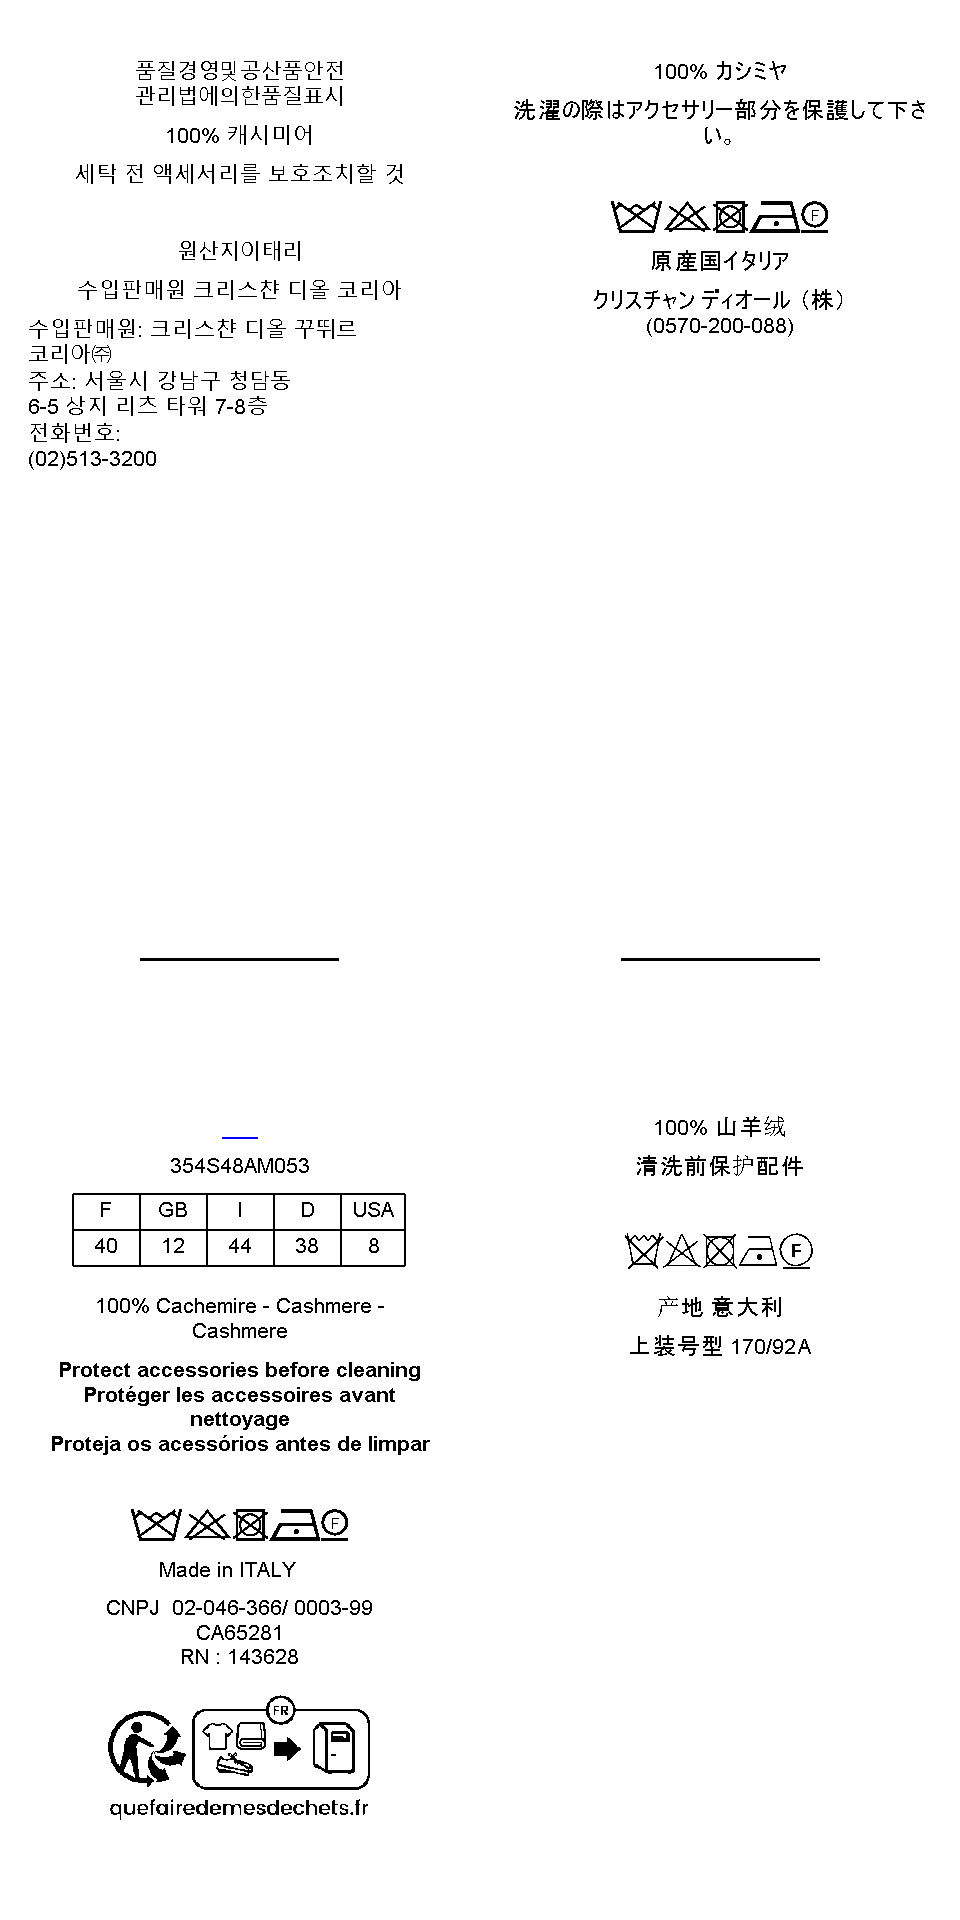 품질경영및공산품안전
관리법에의한품질표시
100% 캐시미어
세탁 전 액세서리를 보호조치할 것
원산지이태리
수입판매원 크리스챤 디올 코리아
수입판매원: 크리스챤 디올 꾸뛰르
코리아㈜
주소: 서울시 강남구 청담동
6-5 상지 리츠 타워 7-8층
전화번호:
(02)513-3200
100% カシミヤ
洗濯の際はアクセサリー部分を保護して下さ
い。
F
原産国イタリア
クリスチャン ディオール（株）
(0570-200-088)
354S48AM053
F GB I D USA
40 12 44 38 8
100% Cachemire - Cashmere -
Cashmere
Protect accessories before cleaning
Protéger les accessoires avant
nettoyage
Proteja os acessórios antes de limpar
F
Made in ITALY
CNPJ  02-046-366/ 0003-99
CA65281
RN : 143628
FR
quefairedemesdechets.fr
100% 山羊绒
清洗前保护配件
F
产地 意大利
上装号型 170/92A